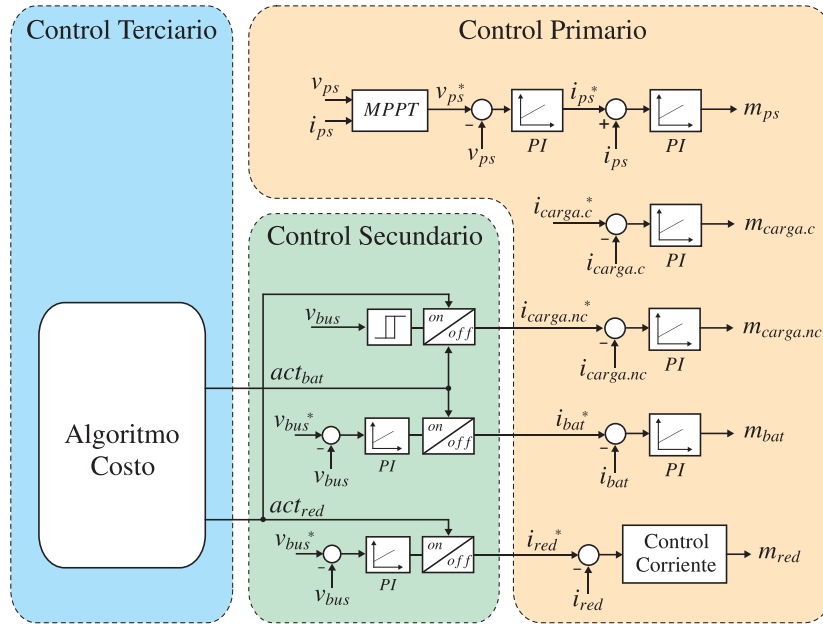 Control Terciario
Control Primario
v_ps
i_ps
MPPT
v_ps*
-
v_ps
PI
i_ps*
+
i_ps
PI
m_ps
i_carga.c*
-
i_carga.c
PI
m_carga.c
Control Secundario
v_bus
on
off
i_carga.nc*
-
i_carga.nc
PI
m_carga.nc
Algoritmo
Costo
act_bat
v_bus*
-
v_bus
PI
on
off
i_bat*
-
i_bat
PI
m_bat
act_red
v_bus*
-
v_bus
PI
on
off
i_red*
-
i_red
Control
Corriente
m_red